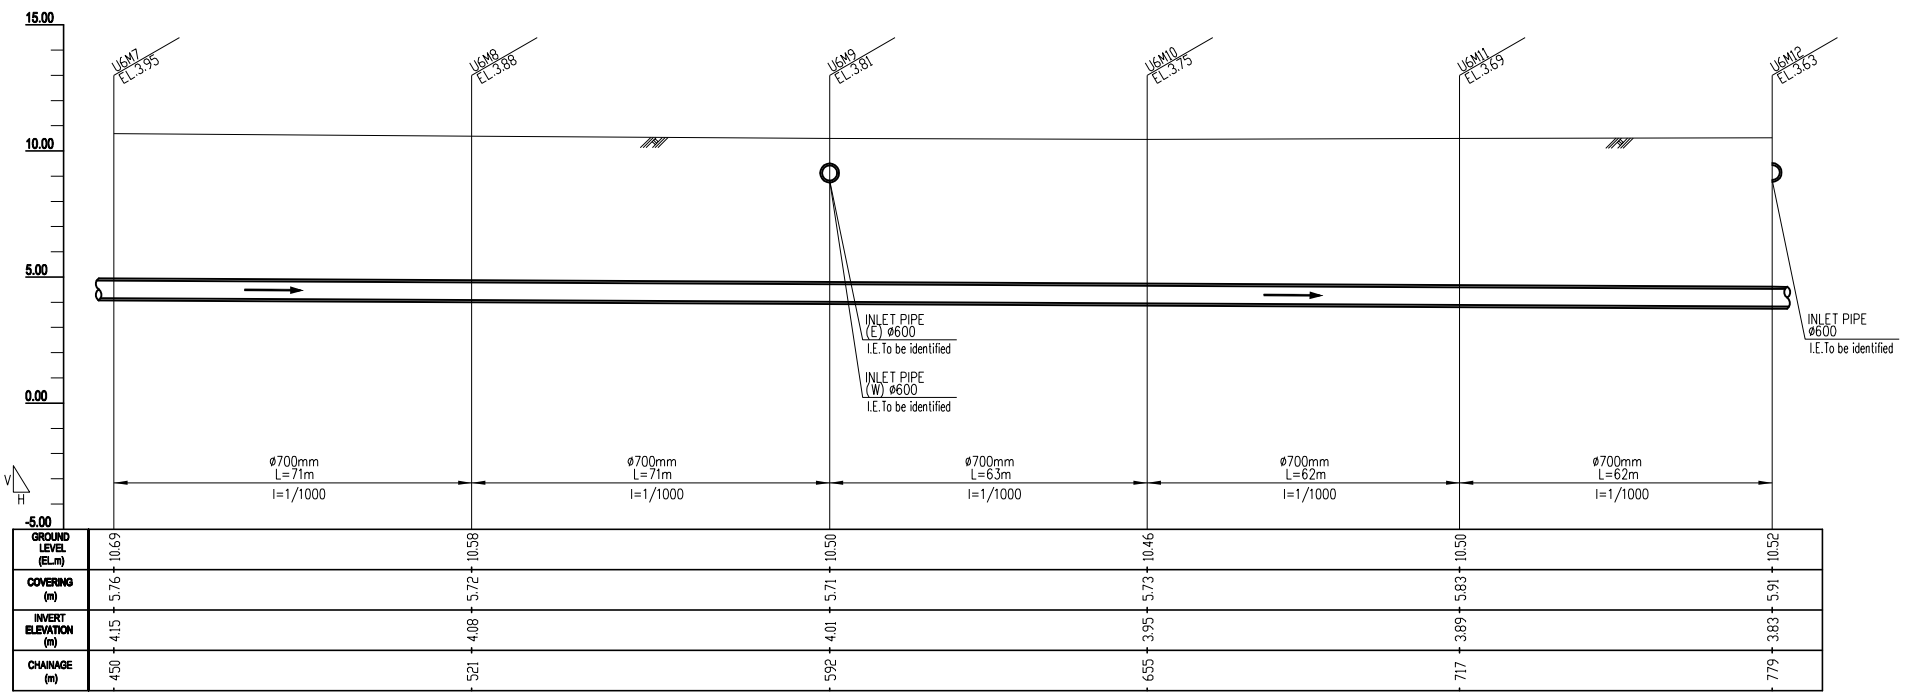 15.00
10.00
5.00
0.00
-5.00
U6M7
EL.3.95
U6M8
EL.3.88
U6M9
EL.3.81
U6M10
EL.3.75
U6M11
EL.3.69
U6M12
EL.3.63
INLET PIPE
(E) ø600
I.E.To be identified
INLET PIPE
(W) ø600
I.E.To be identified
INLET PIPE
ø600
I.E.To be identified
V
H
ø700mm
L=71m
I=1/1000
ø700mm
L=71m
I=1/1000
ø700mm
L=63m
I=1/1000
ø700mm
L=62m
I=1/1000
ø700mm
L=62m
I=1/1000
GROUND
LEVEL
(EL.m)
10.69
10.58
10.50
10.46
10.50
10.52
COVERING
(m)
5.76
5.72
5.71
5.73
5.83
5.91
INVERT
ELEVATION
(m)
4.15
4.08
4.01
3.95
3.89
3.83
CHAINAGE
(m)
450
521
592
655
717
779